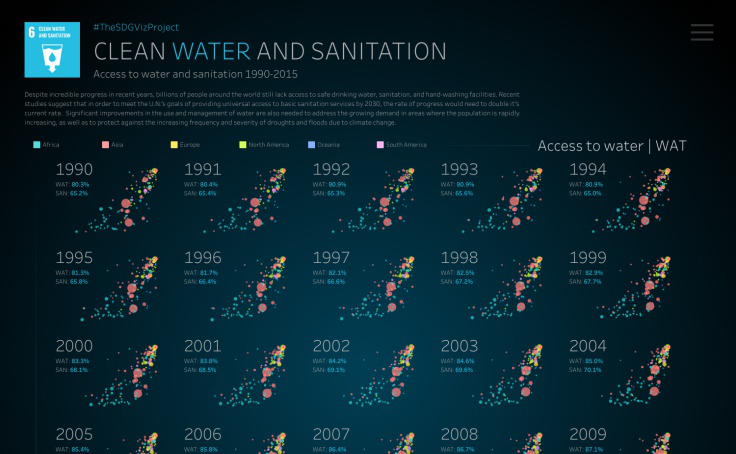 6 CLEAN WATER
AND SANITATION
#TheSDGVizProject
CLEAN WATER AND SANITATION
Access to water and sanitation 1990-2015
Despite incredible progress in recent years, billions of people around the world still lack access to safe drinking water, sanitation, and hand-washing facilities. Recent
studies suggest that in order to meet the U.N.'s goals of providing universal access to basic sanitation services by 2030, the rate of progress would need to double it's
current rate. Significant improvements in the use and management of water are also needed to address the growing demand in areas where the population is rapidly
increasing, as well as to protect against the increasing frequency and severity of droughts and floods due to climate change.
Africa Asia Europe North America Oceania South America Access to water | WAT
1990 1991 1992 1993 1994
WAT: 80.3% WAT: 80.4% WAT: 80.9% WAT: 80.9% WAT: 80.9%
SAN: 65.2% SAN: 65.4% SAN: 65.3% SAN: 65.6% SAN: 65.0%
1995 1996 1997 1998 1999
WAT: 81.3% WAT: 81.7% WAT: 82.1% WAT: 82.5% WAT: 82.9%
SAN: 65.8% SAN: 66.4% SAN: 66.6% SAN: 67.2% SAN: 67.7%
2000 2001 2002 2003 2004
WAT: 83.3% WAT: 83.8% WAT: 84.2% WAT: 84.6% WAT: 85.0%
SAN: 68.1% SAN: 68.5% SAN: 69.1% SAN: 69.6% SAN: 70.1%
2005 2006 2007 2008 2009
WAT: 85.4% WAT: 85.8% WAT: 86.4% WAT: 86.7% WAT: 87.1%